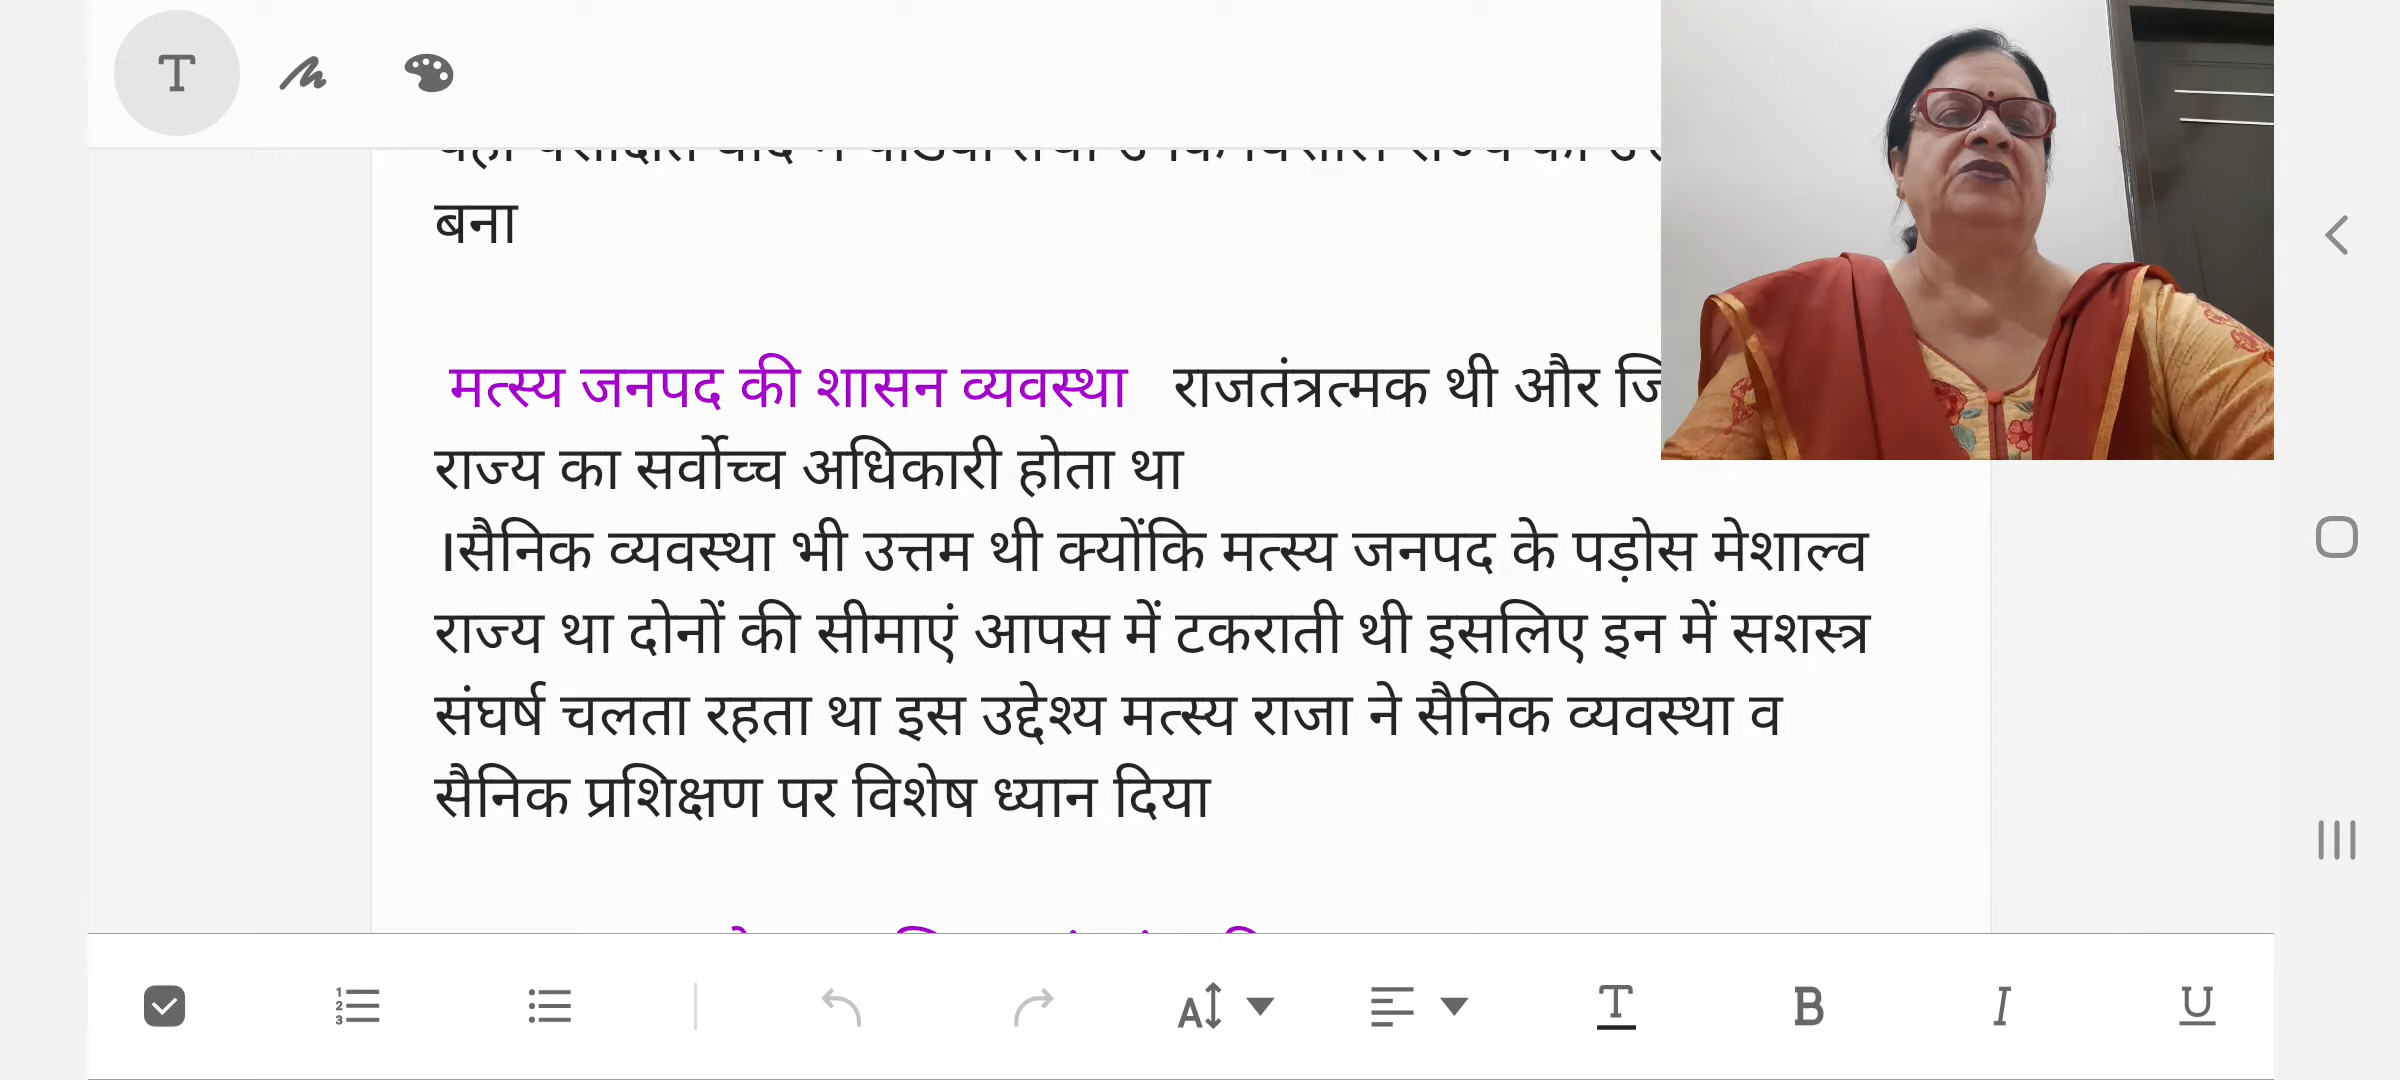 बना
मत्स्य जनपद की शासन व्यवस्था राजतंत्रत्मक थी और
राज्य का सर्वोच्च अधिकारी होता था
।सैनिक व्यवस्था भी उत्तम थी क्योंकि मत्स्य जनपद के पड़ोस मेशाल्व
राज्य था दोनों की सीमाएं आपस में टकराती थी इसलिए इन में सशस्त्र
संघर्ष चलता रहता था इस उद्देश्य मत्स्य राजा ने सैनिक व्यवस्था व
सैनिक प्रशिक्षण पर विशेष ध्यान दिया